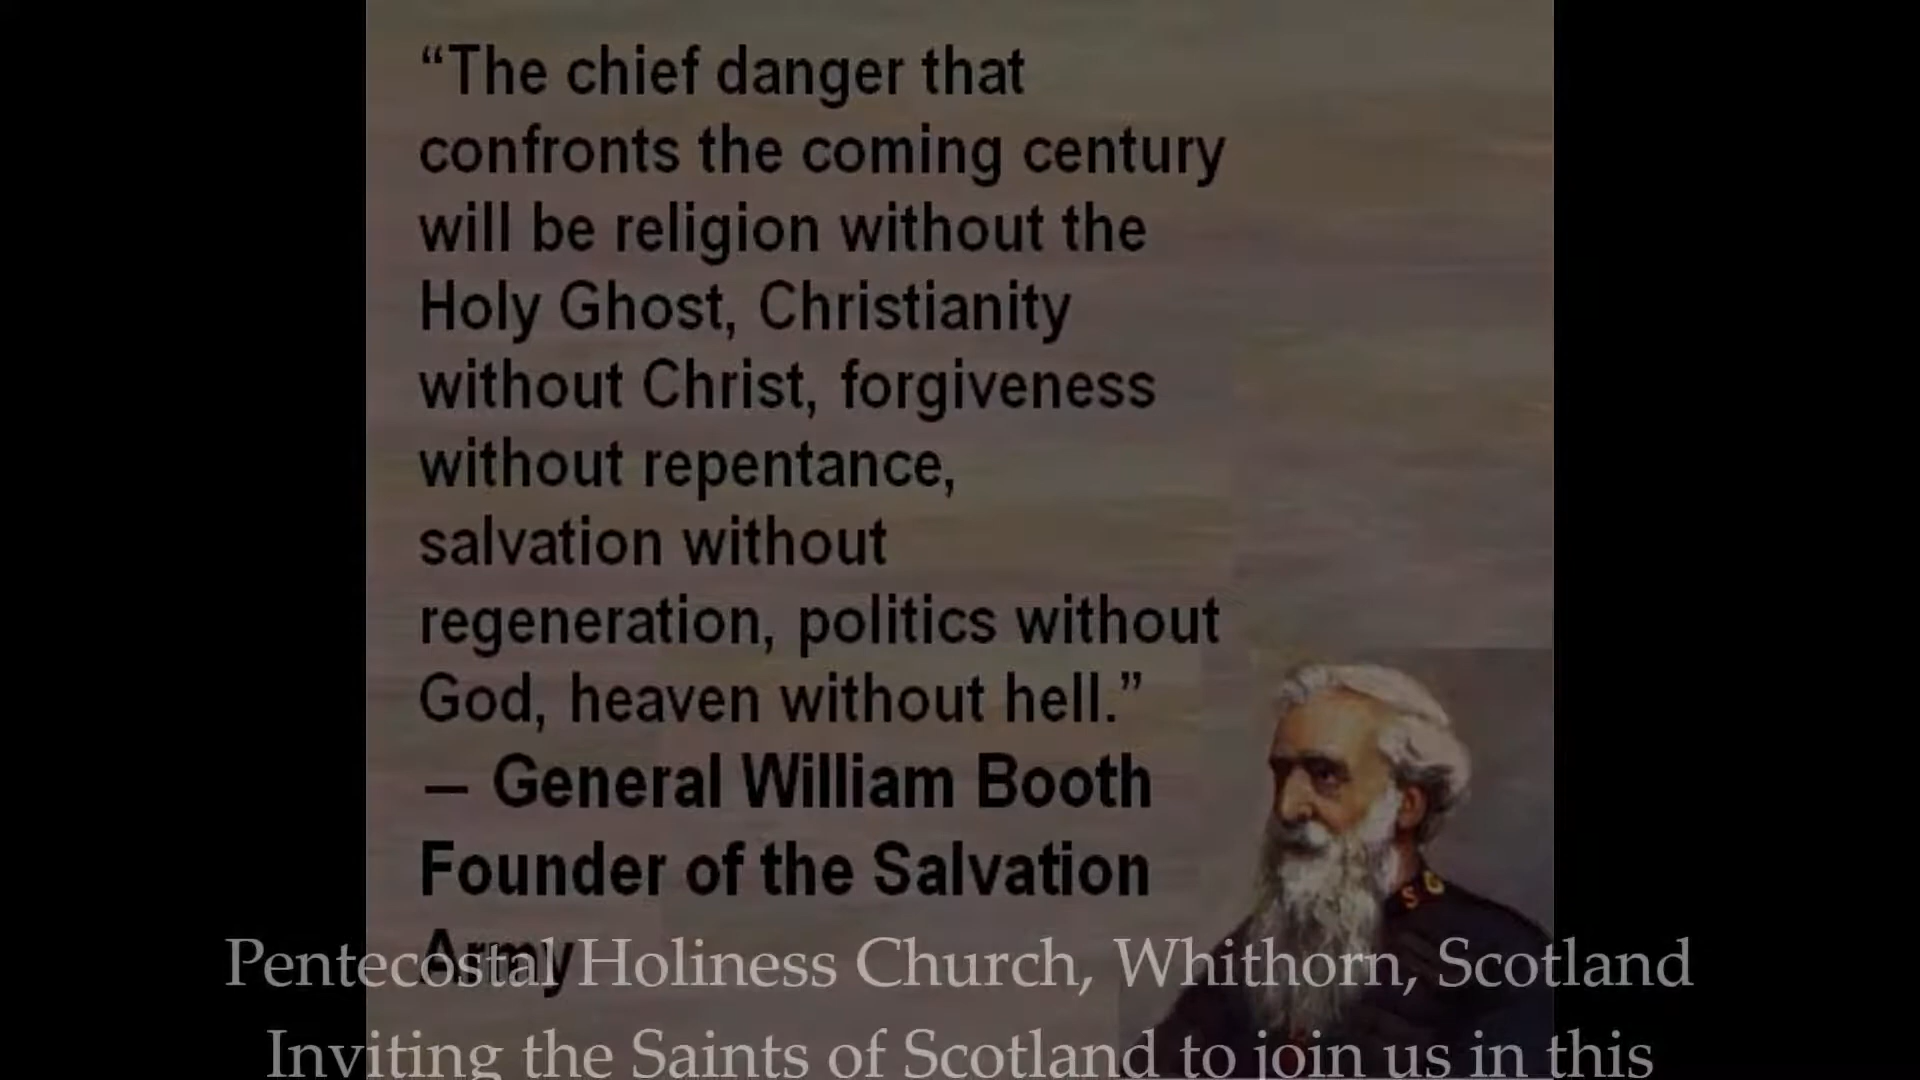 “The chief danger that
confronts the coming century
will be religion without the
Holy Ghost, Christianity
without Christ, forgiveness
without repentance,
salvation without
regeneration, politics without
God, heaven without hell.”
— General William Booth
Founder of the Salvation
Army
Pentecostal Holiness Church, Whithorn, Scotland
Inviting the Saints of Scotland to join us in this
S